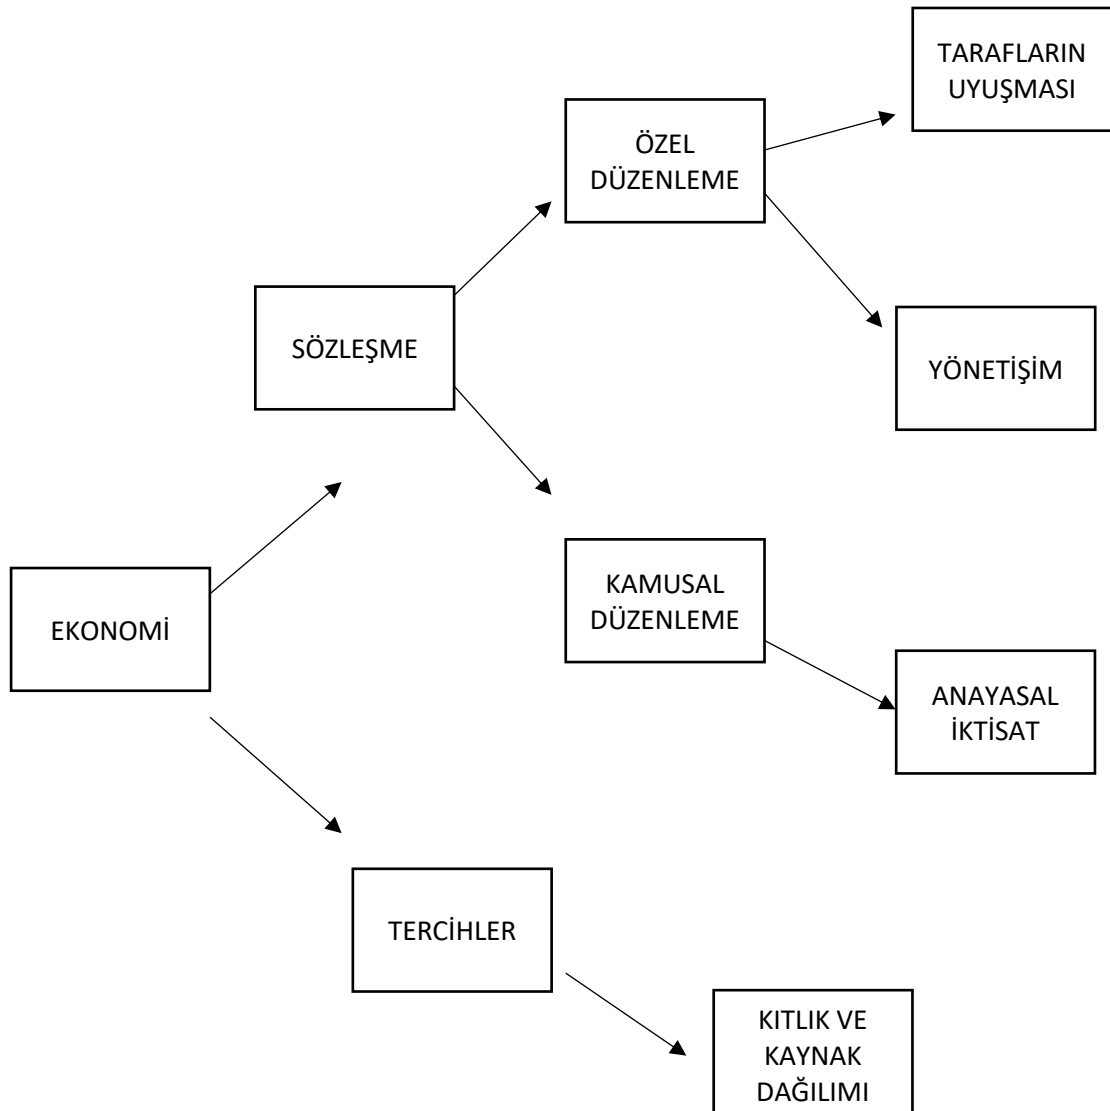 TARAFLARIN
UYUŞMASI
ÖZEL
DÜZENLEME
SÖZLEŞME
YÖNETİŞİM
EKONOMİ
KAMUSAL
DÜZENLEME
ANAYASAL
İKTİSAT
TERCİHLER
KITLIK VE
KAYNAK
DAĞILIMI